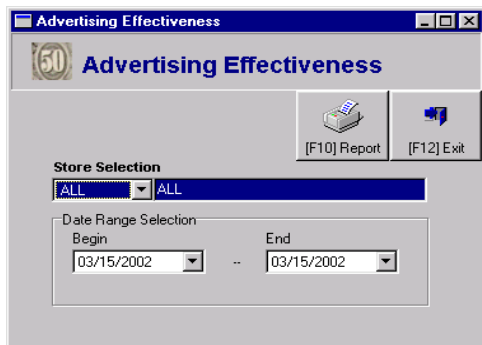 Advertising Effectiveness
50 Advertising Effectiveness
[F10] Report [F12] Exit
Store Selection
ALL ALL
Date Range Selection
Begin End
03/15/2002 -- 03/15/2002